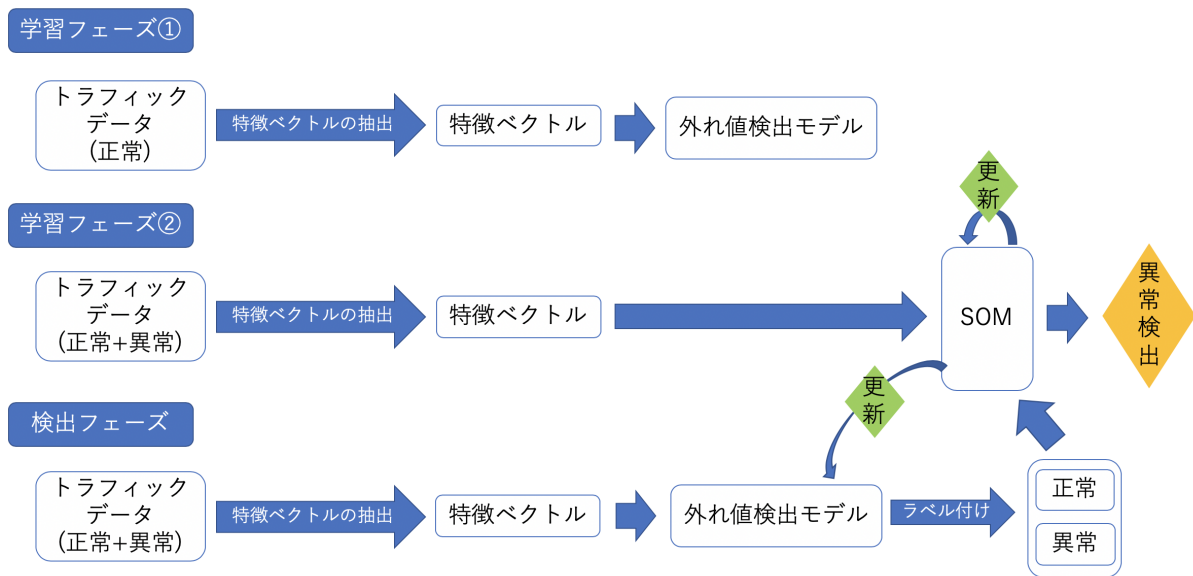 学習フェーズ①
トラフィック
データ
(正常)
特徴ベクトルの抽出
特徴ベクトル
外れ値検出モデル
更
新
学習フェーズ②
トラフィック
データ
(正常+異常)
特徴ベクトルの抽出
特徴ベクトル
SOM
異
常
検
出
更
新
検出フェーズ
トラフィック
データ
(正常+異常)
特徴ベクトルの抽出
特徴ベクトル
外れ値検出モデル
ラベル付け
正常
異常